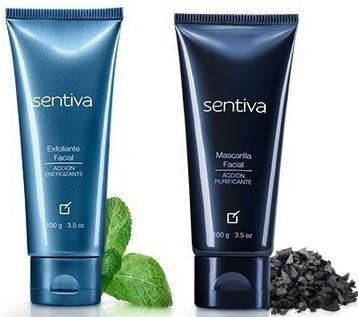 sentiva
Exfoliante
Facial
ACCIÓN
ENERGIZANTE
100 g 3.5 oz
sentiva
Mascarilla
Facial
ACCIÓN
PURIFICANTE
100 g 3.5 oz